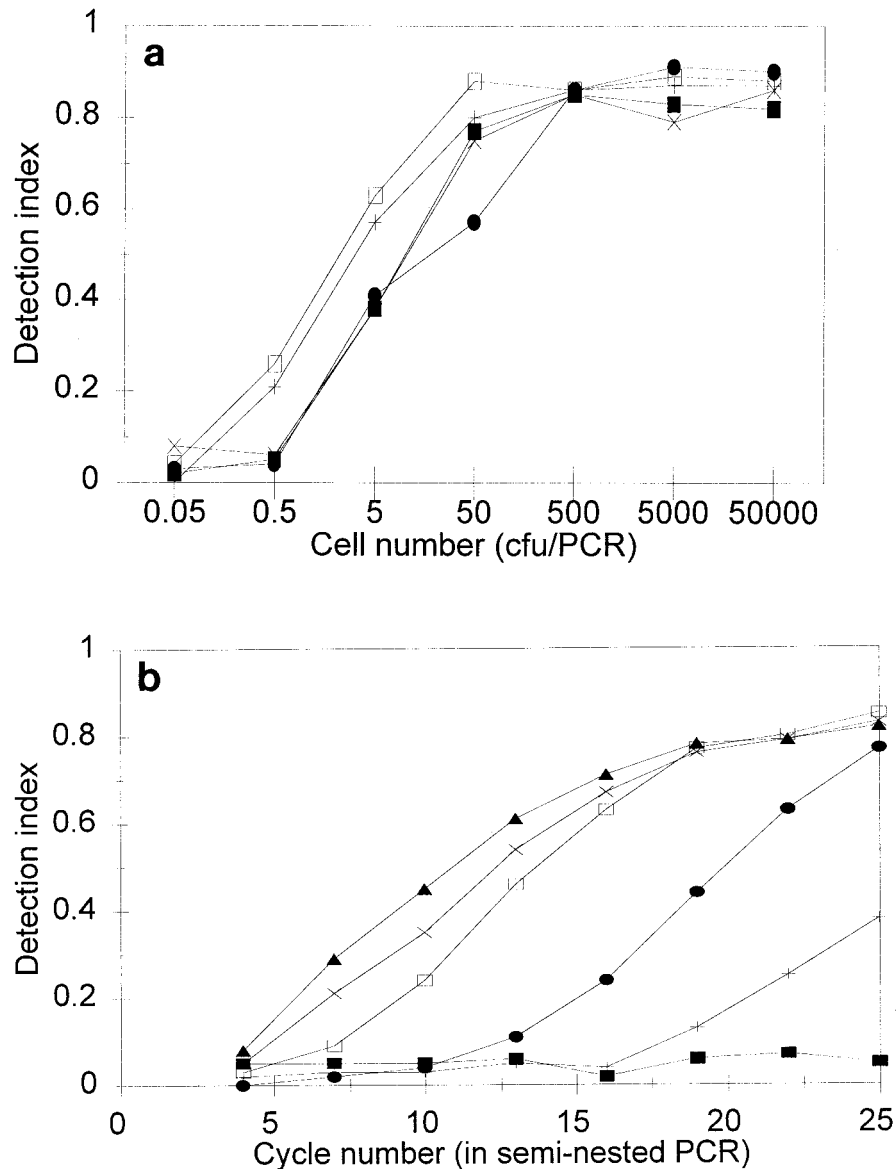 a
1
0.8
0.6
0.4
0.2
0
Detection index
0.05 0.5 5 50 500 5000 50000
Cell number (cfu/PCR)
b
1
0.8
0.6
0.4
0.2
0
Detection index
0 5 10 15 20 25
Cycle number (in semi-nested PCR)